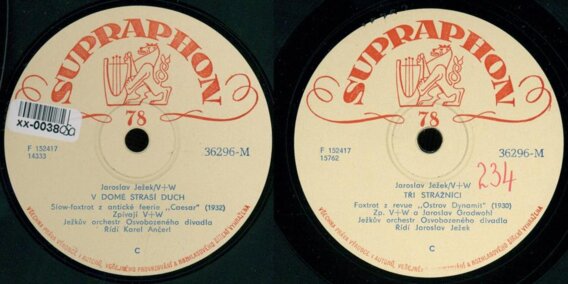 SUPRAPHON
78
xx-0038
F 152417
14333
36296-M
Jaroslav Ježek/V+W
V DOMĚ STRAŠÍ DUCH
Slow-foxtrot z antické feerie „Caesar" (1932)
Zpívají V+W
Ježkův orchestr Osvobozeného divadla
Řídí Karel Ančerl
C
SUPRAPHON
78
F 152417
15762
36296-M
234
Jaroslav Ježek/V+W
TŘI STRÁŽNÍCI
Foxtrot z revue „Ostrov Dynamit" (1930)
Zp. V+W a Jaroslav Gradwohl
Ježkův orchestr Osvobozeného divadla
Řídí Jaroslav Ježek
C